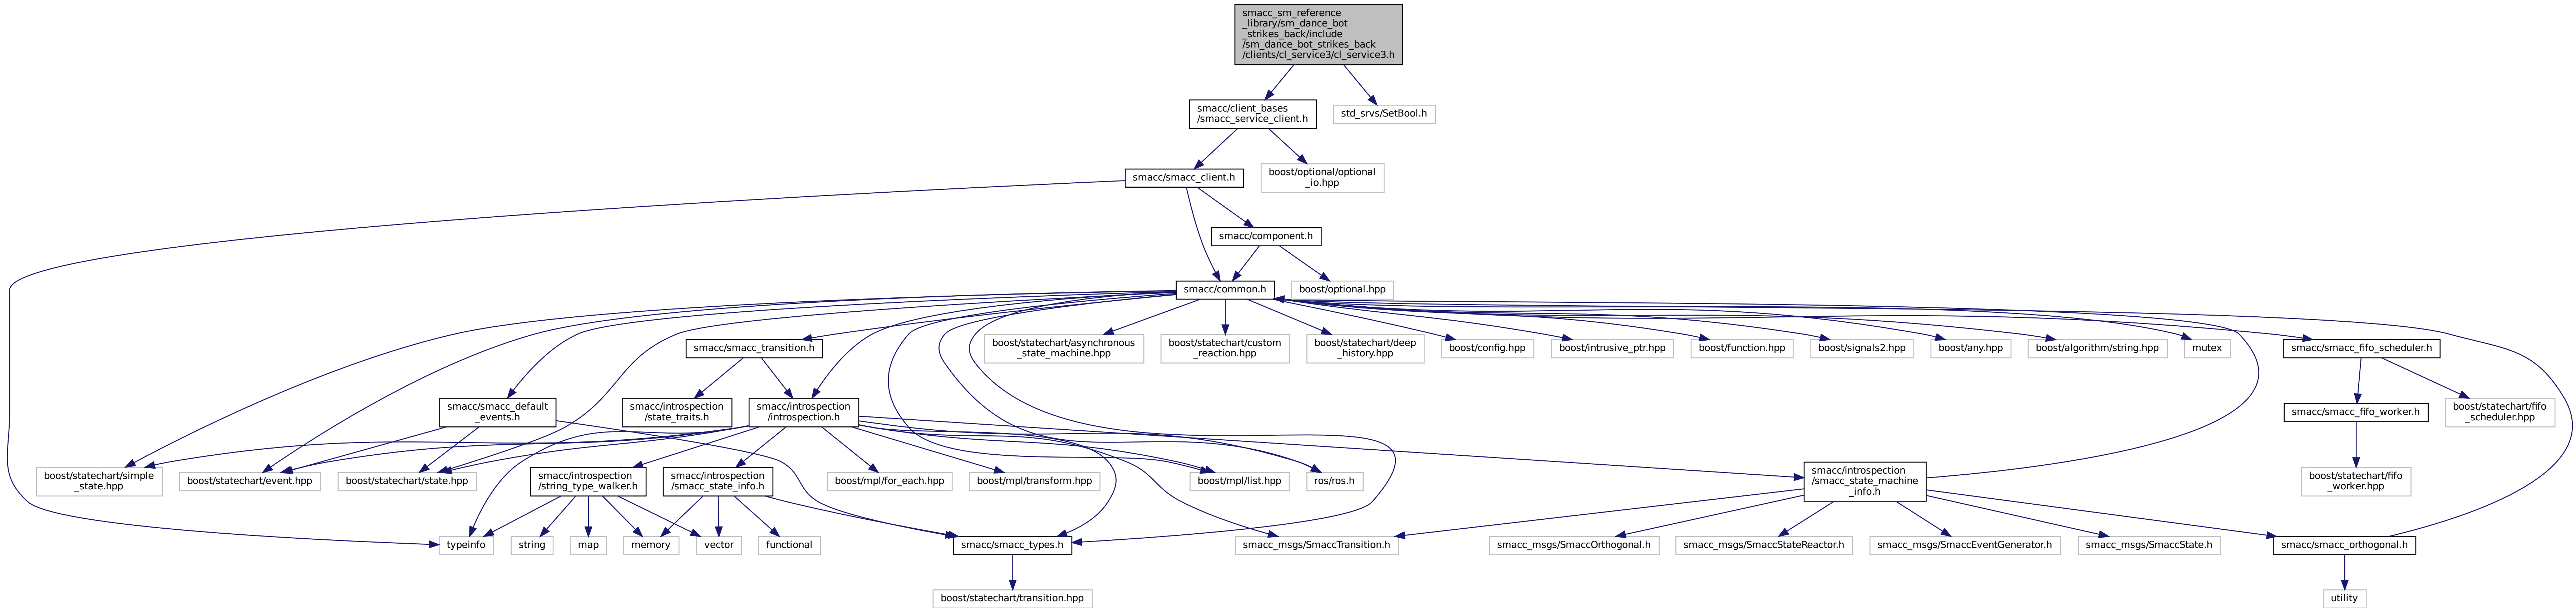 smacc_sm_reference
_library/sm_dance_bot
_strikes_back/include
/sm_dance_bot_strikes_back
/clients/cl_service3/cl_service3.h
smacc/client_bases
/smacc_service_client.h
std_srvs/SetBool.h
smacc/smacc_client.h
boost/optional/optional
_io.hpp
smacc/component.h
smacc/common.h
boost/optional.hpp
smacc/smacc_transition.h
boost/statechart/asynchronous
_state_machine.hpp
boost/statechart/custom
_reaction.hpp
boost/statechart/deep
_history.hpp
boost/config.hpp
boost/intrusive_ptr.hpp
boost/function.hpp
boost/signals2.hpp
boost/any.hpp
boost/algorithm/string.hpp
mutex
smacc/smacc_fifo_scheduler.h
smacc/smacc_default
_events.h
smacc/introspection
/state_traits.h
smacc/introspection
/introspection.h
smacc/smacc_fifo_worker.h
boost/statechart/fifo
_scheduler.hpp
boost/statechart/simple
_state.hpp
boost/statechart/event.hpp
boost/statechart/state.hpp
smacc/introspection
/string_type_walker.h
smacc/introspection
/smacc_state_info.h
boost/mpl/for_each.hpp
boost/mpl/transform.hpp
boost/mpl/list.hpp
ros/ros.h
smacc/introspection
/smacc_state_machine
_info.h
boost/statechart/fifo
_worker.hpp
typeinfo
string
map
memory
vector
functional
smacc/smacc_types.h
smacc_msgs/SmaccTransition.h
smacc_msgs/SmaccOrthogonal.h
smacc_msgs/SmaccStateReactor.h
smacc_msgs/SmaccEventGenerator.h
smacc_msgs/SmaccState.h
smacc/smacc_orthogonal.h
boost/statechart/transition.hpp
utility